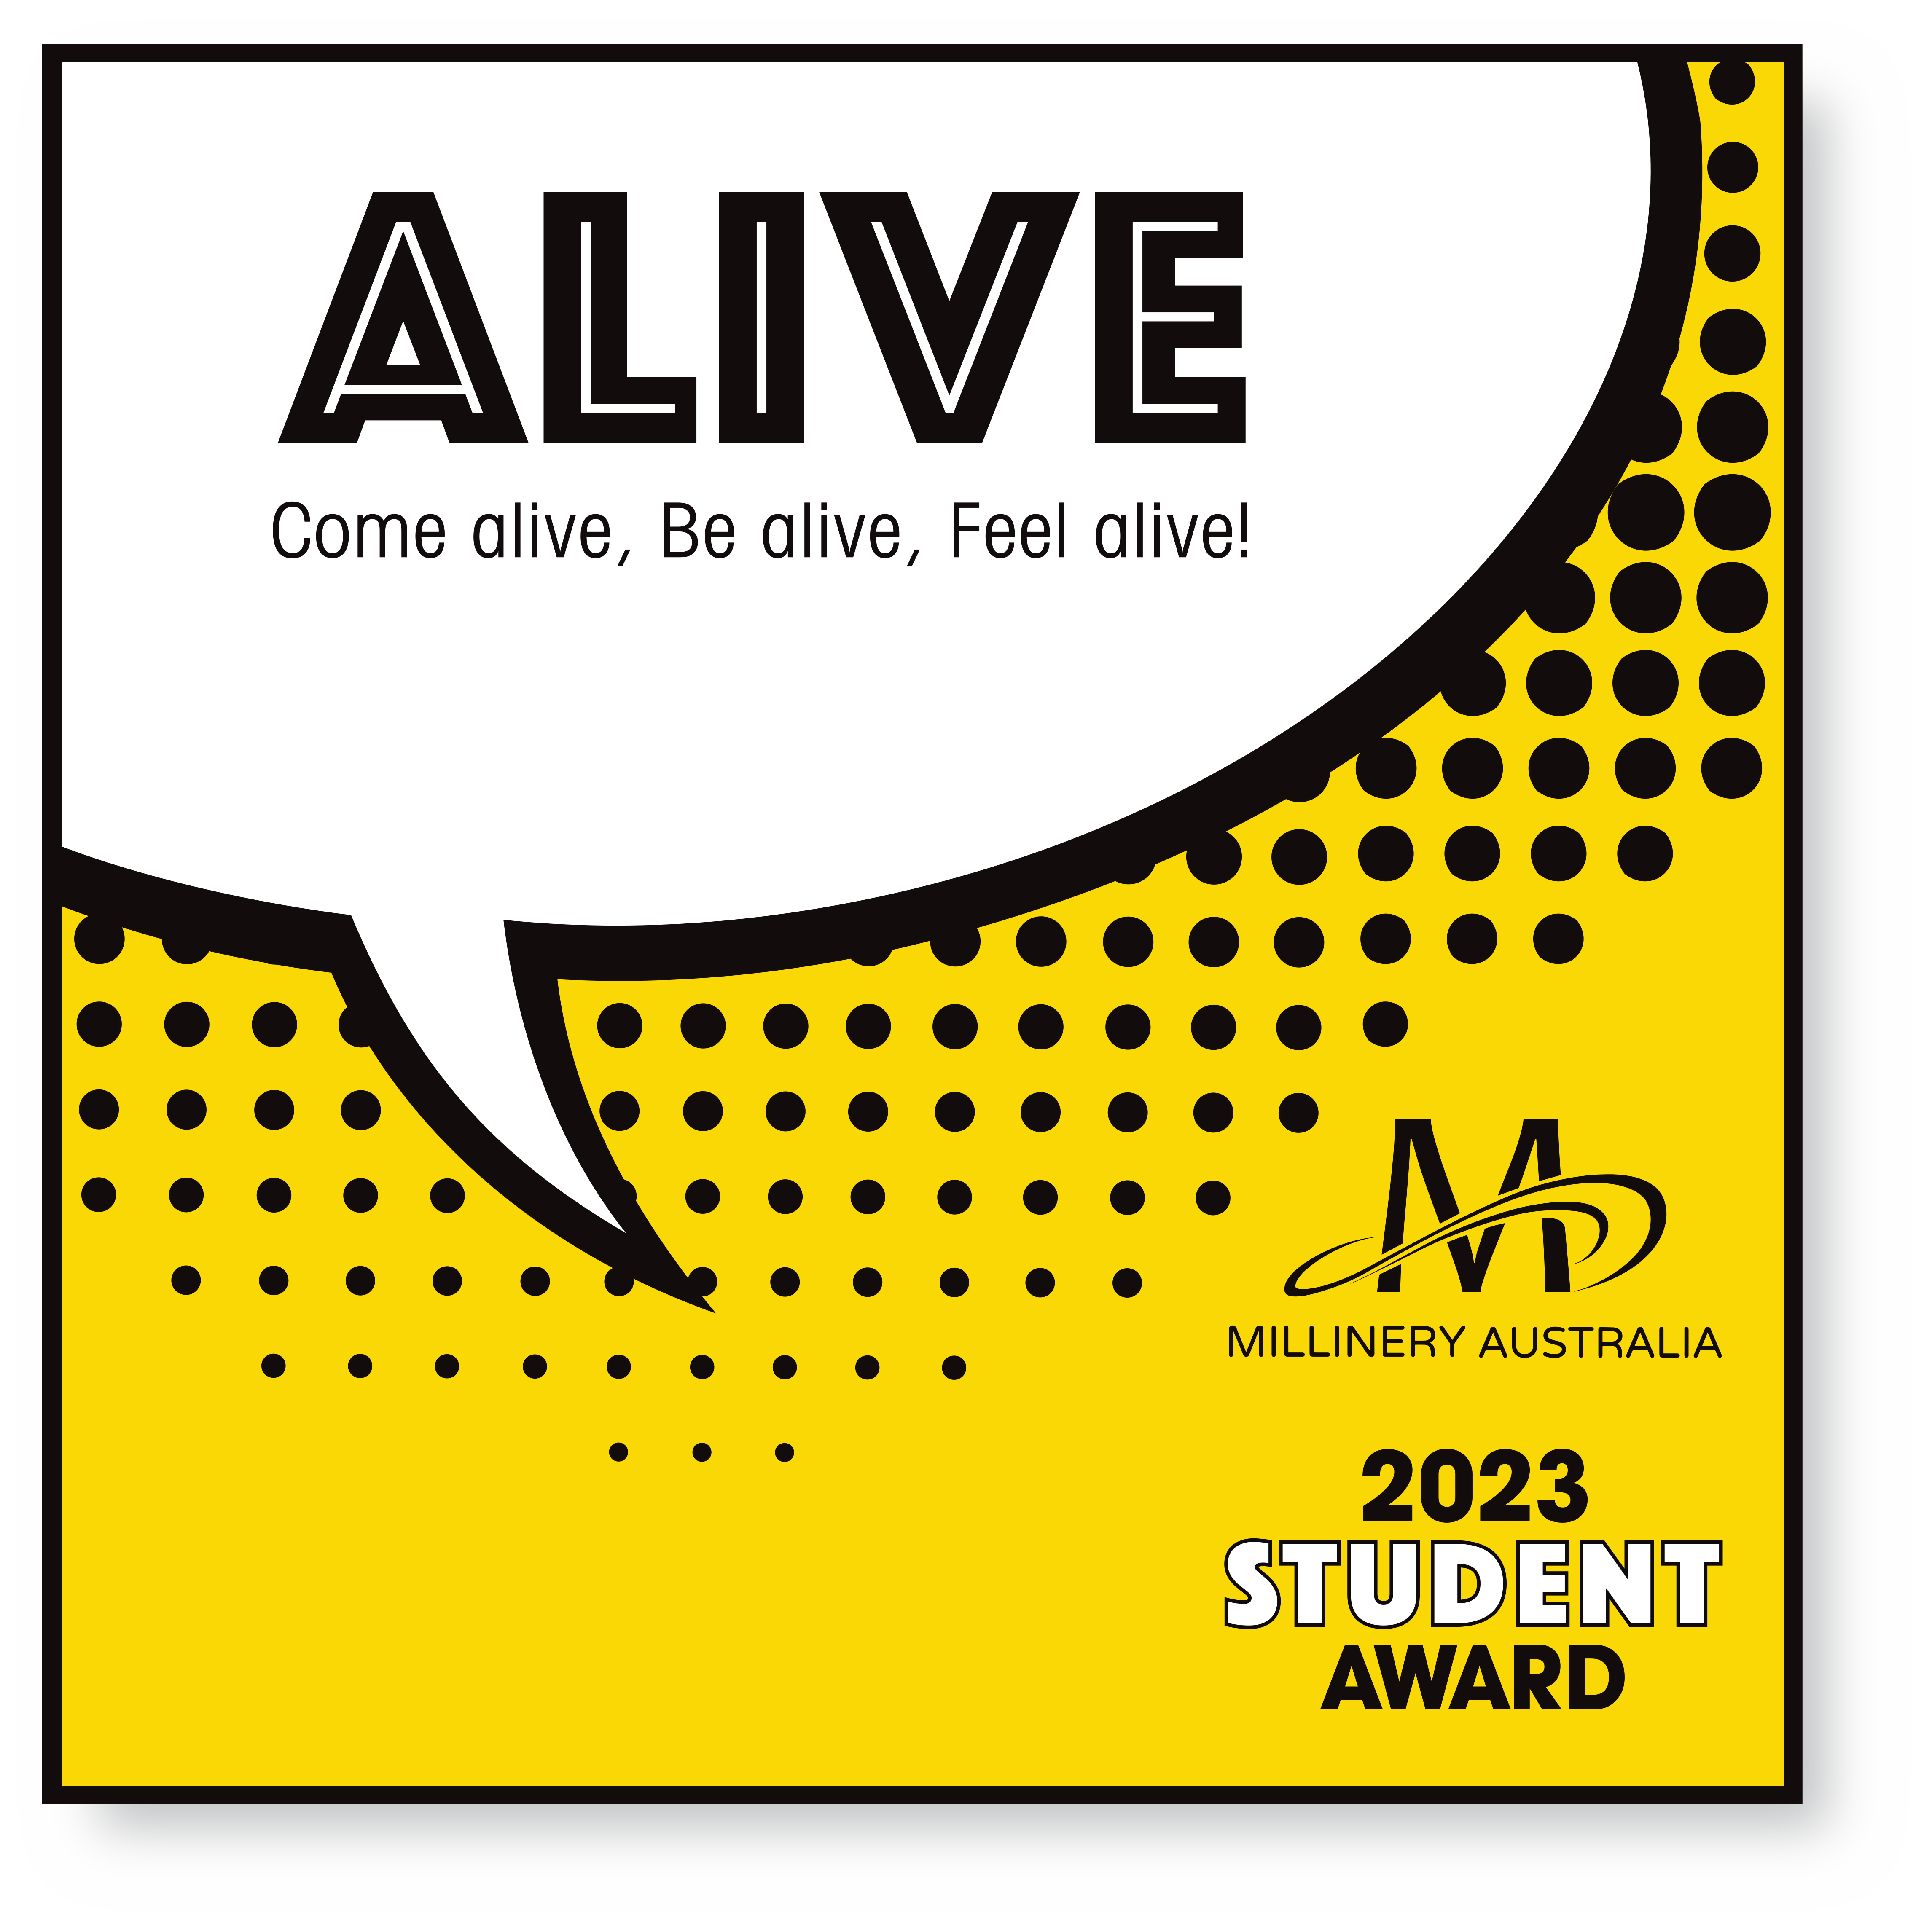 ALIVE
Come alive, Be alive, Feel alive!
MILLINERY AUSTRALIA
2023
STUDENT
AWARD